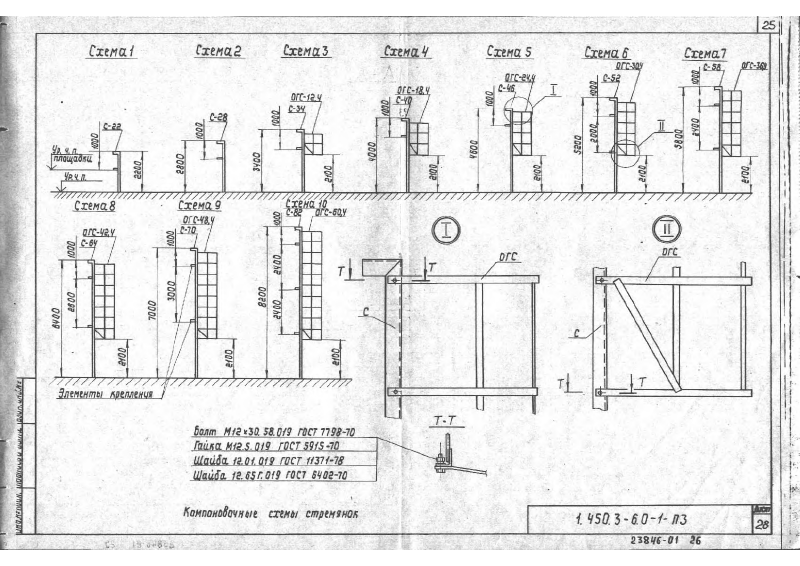 25
Схема 1
Схема 2
Схема 3
Схема 4
Схема 5
Схема 6
Схема 7
С-22
1000
2200
Ур. ч. п.
площадки
Ур. ч. п.
С-28
1000
2800
ОГС-12.4
С-34
1000
3400
2100
ОГС-18.4
С-40
1000
4000
2100
ОГС-24.4
С-46
I
1000
4600
2100
ОГС-30.4
С-52
1000
2000
5200
II
2100
С-58
1000
2400
5800
2100
Схема 8
Схема 9
Схема 10
ОГС-42.4
С-64
1000
2800
6400
2100
ОГС-48.4
С-70
1000
3000
7000
2100
С-82
ОГС-60.4
1000
2400
2400
8200
2100
Элементы крепления
I
ОГС
Т
Т
С
II
ОГС
С
Т
Т
Т-Т
Болт М12×30.58.019 ГОСТ 7798-70
Гайка М12.5.019 ГОСТ 5915-70
Шайба 12.01.019 ГОСТ 11371-78
Шайба 12.65Г.019 ГОСТ 6402-70
Компоновочные схемы стремянок
1.450.3-6.0-1-ПЗ
Лист
28
23846-01 26